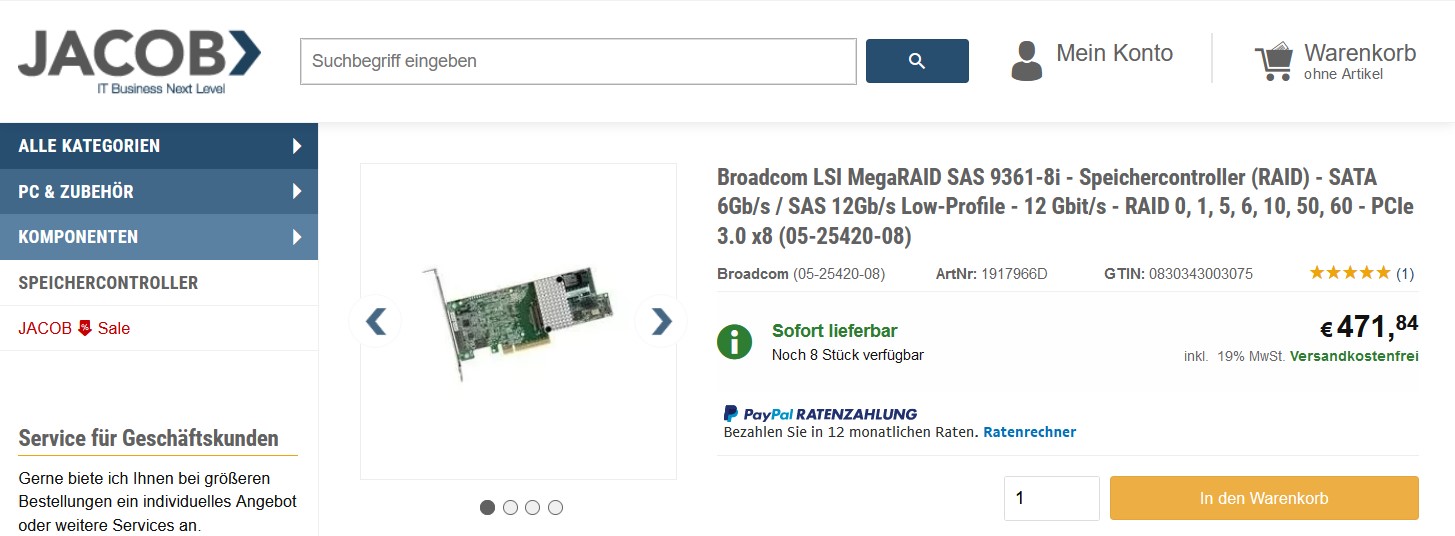 JACOB
IT Business Next Level
Suchbegriff eingeben
Mein Konto
Warenkorb
ohne Artikel
ALLE KATEGORIEN
PC & ZUBEHÖR
KOMPONENTEN
SPEICHERCONTROLLER
JACOB % Sale
Service für Geschäftskunden
Gerne biete ich Ihnen bei größeren
Bestellungen ein individuelles Angebot
oder weitere Services an.
Broadcom LSI MegaRAID SAS 9361-8i - Speichercontroller (RAID) - SATA
6Gb/s / SAS 12Gb/s Low-Profile - 12 Gbit/s - RAID 0, 1, 5, 6, 10, 50, 60 - PCIe
3.0 x8 (05-25420-08)
Broadcom (05-25420-08) ArtNr: 1917966D GTIN: 0830343003075 (1)
Sofort lieferbar
Noch 8 Stück verfügbar
€ 471,84
inkl. 19% MwSt. Versandkostenfrei
PayPal RATENZAHLUNG
Bezahlen Sie in 12 monatlichen Raten. Ratenrechner
1
In den Warenkorb